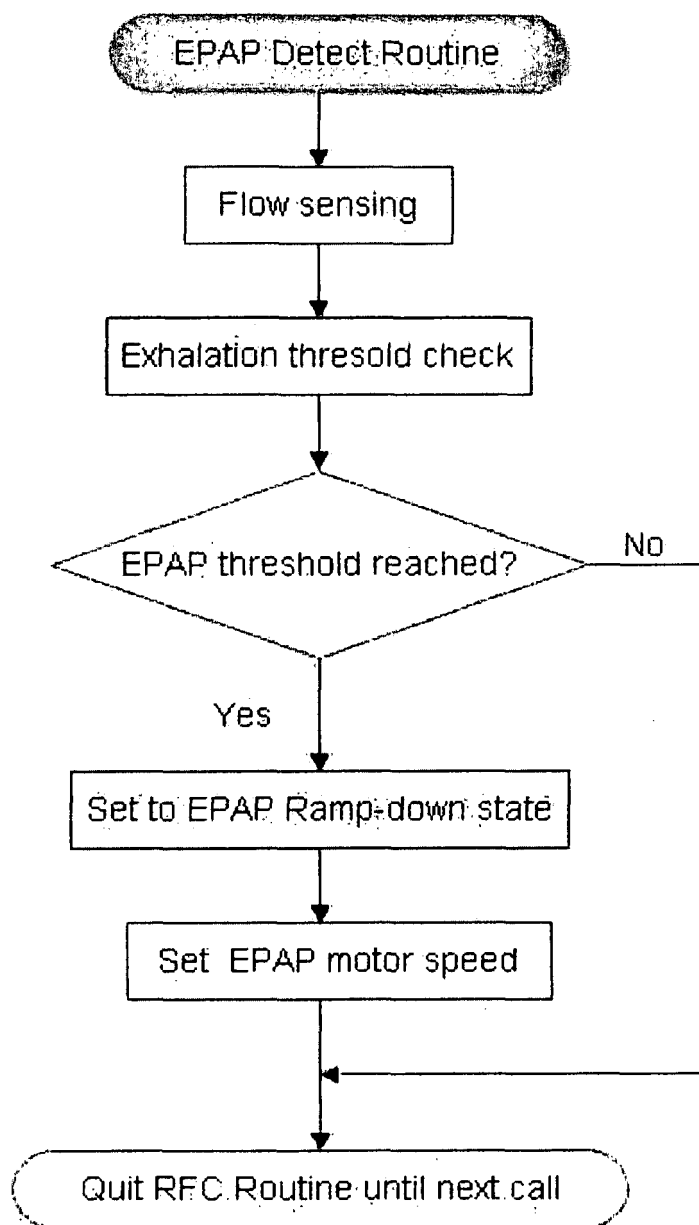 EPAP Detect Routine
Flow sensing
Exhalation thresold check
EPAP threshold reached?
No
Yes
Set to EPAP Ramp-down state
Set EPAP motor speed
Quit RFC Routine until next call